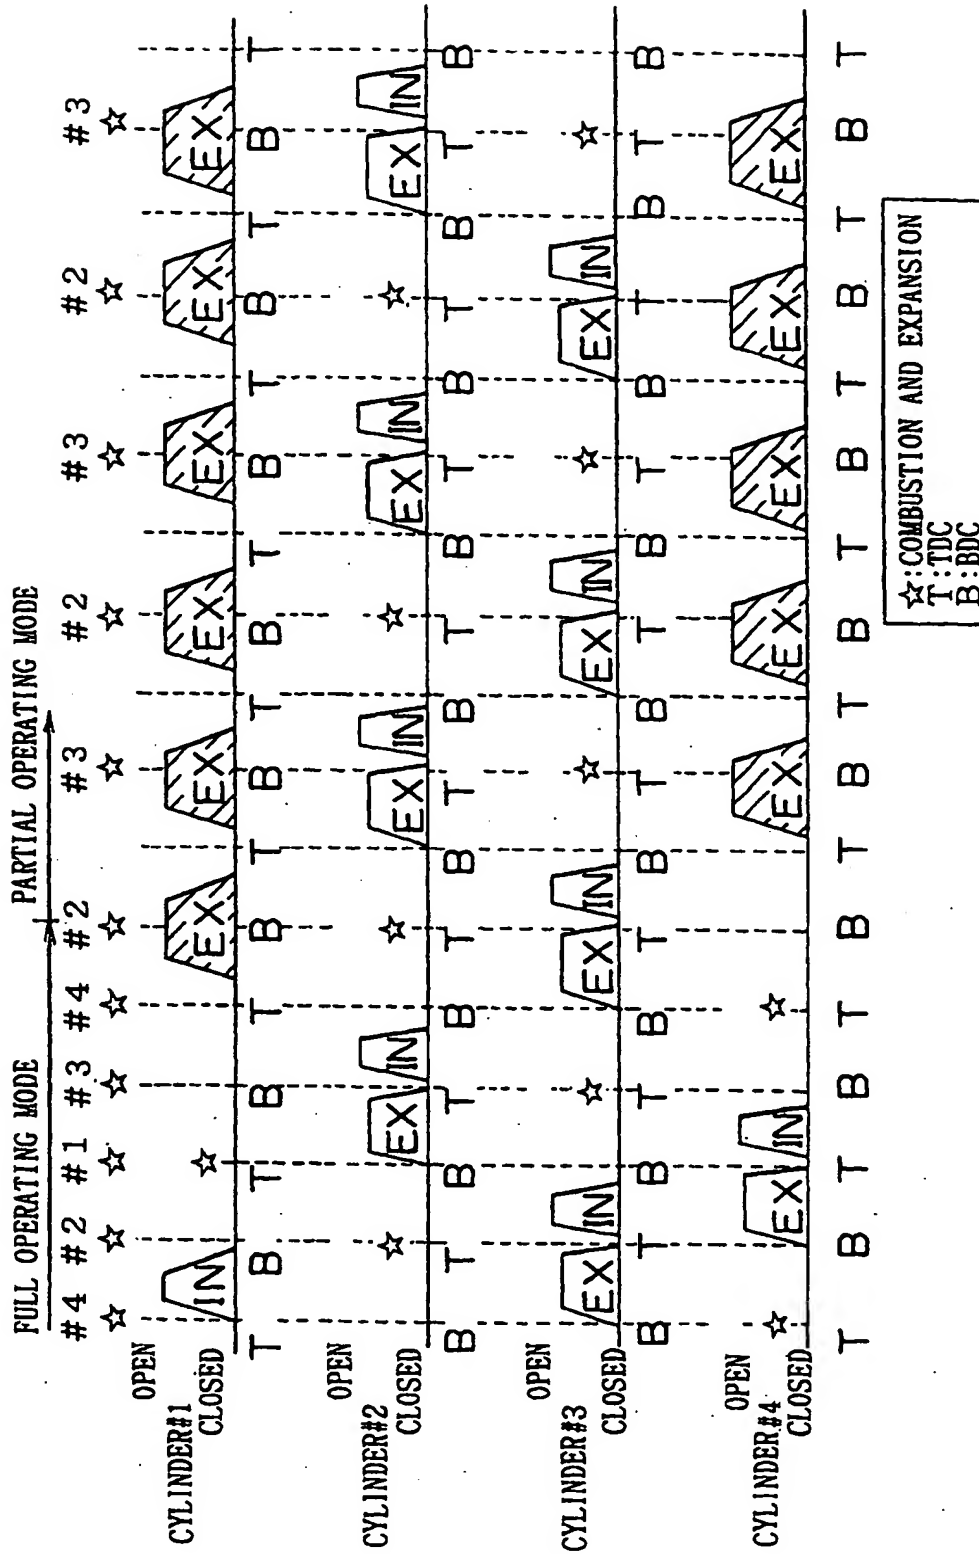 FULL OPERATING MODE PARTIAL OPERATING MODE
#4 #2 #1 #3 #4 #2 #3 #2 #3 #2 #3
☆ ☆ ☆ ☆ ☆ ☆ ☆ ☆ ☆ ☆ ☆
OPEN
CYLINDER#1
CLOSED
IN ☆ EX EX EX EX EX EX
T B T B T B T B T B T B T B T B T
OPEN
CYLINDER#2
CLOSED
☆ EX IN ☆ EX IN ☆ EX IN ☆ EX IN
B T B T B T B T B T B T B T B T B
OPEN
CYLINDER#3
CLOSED
EX IN ☆ EX IN ☆ EX IN ☆ EX IN ☆
B T B T B T B T B T B T B T B T B
OPEN
CYLINDER#4
CLOSED
☆ EX IN ☆ EX EX EX EX EX
T B T B T B T B T B T B T B T B T
☆:COMBUSTION AND EXPANSION
T:TDC
B:BDC